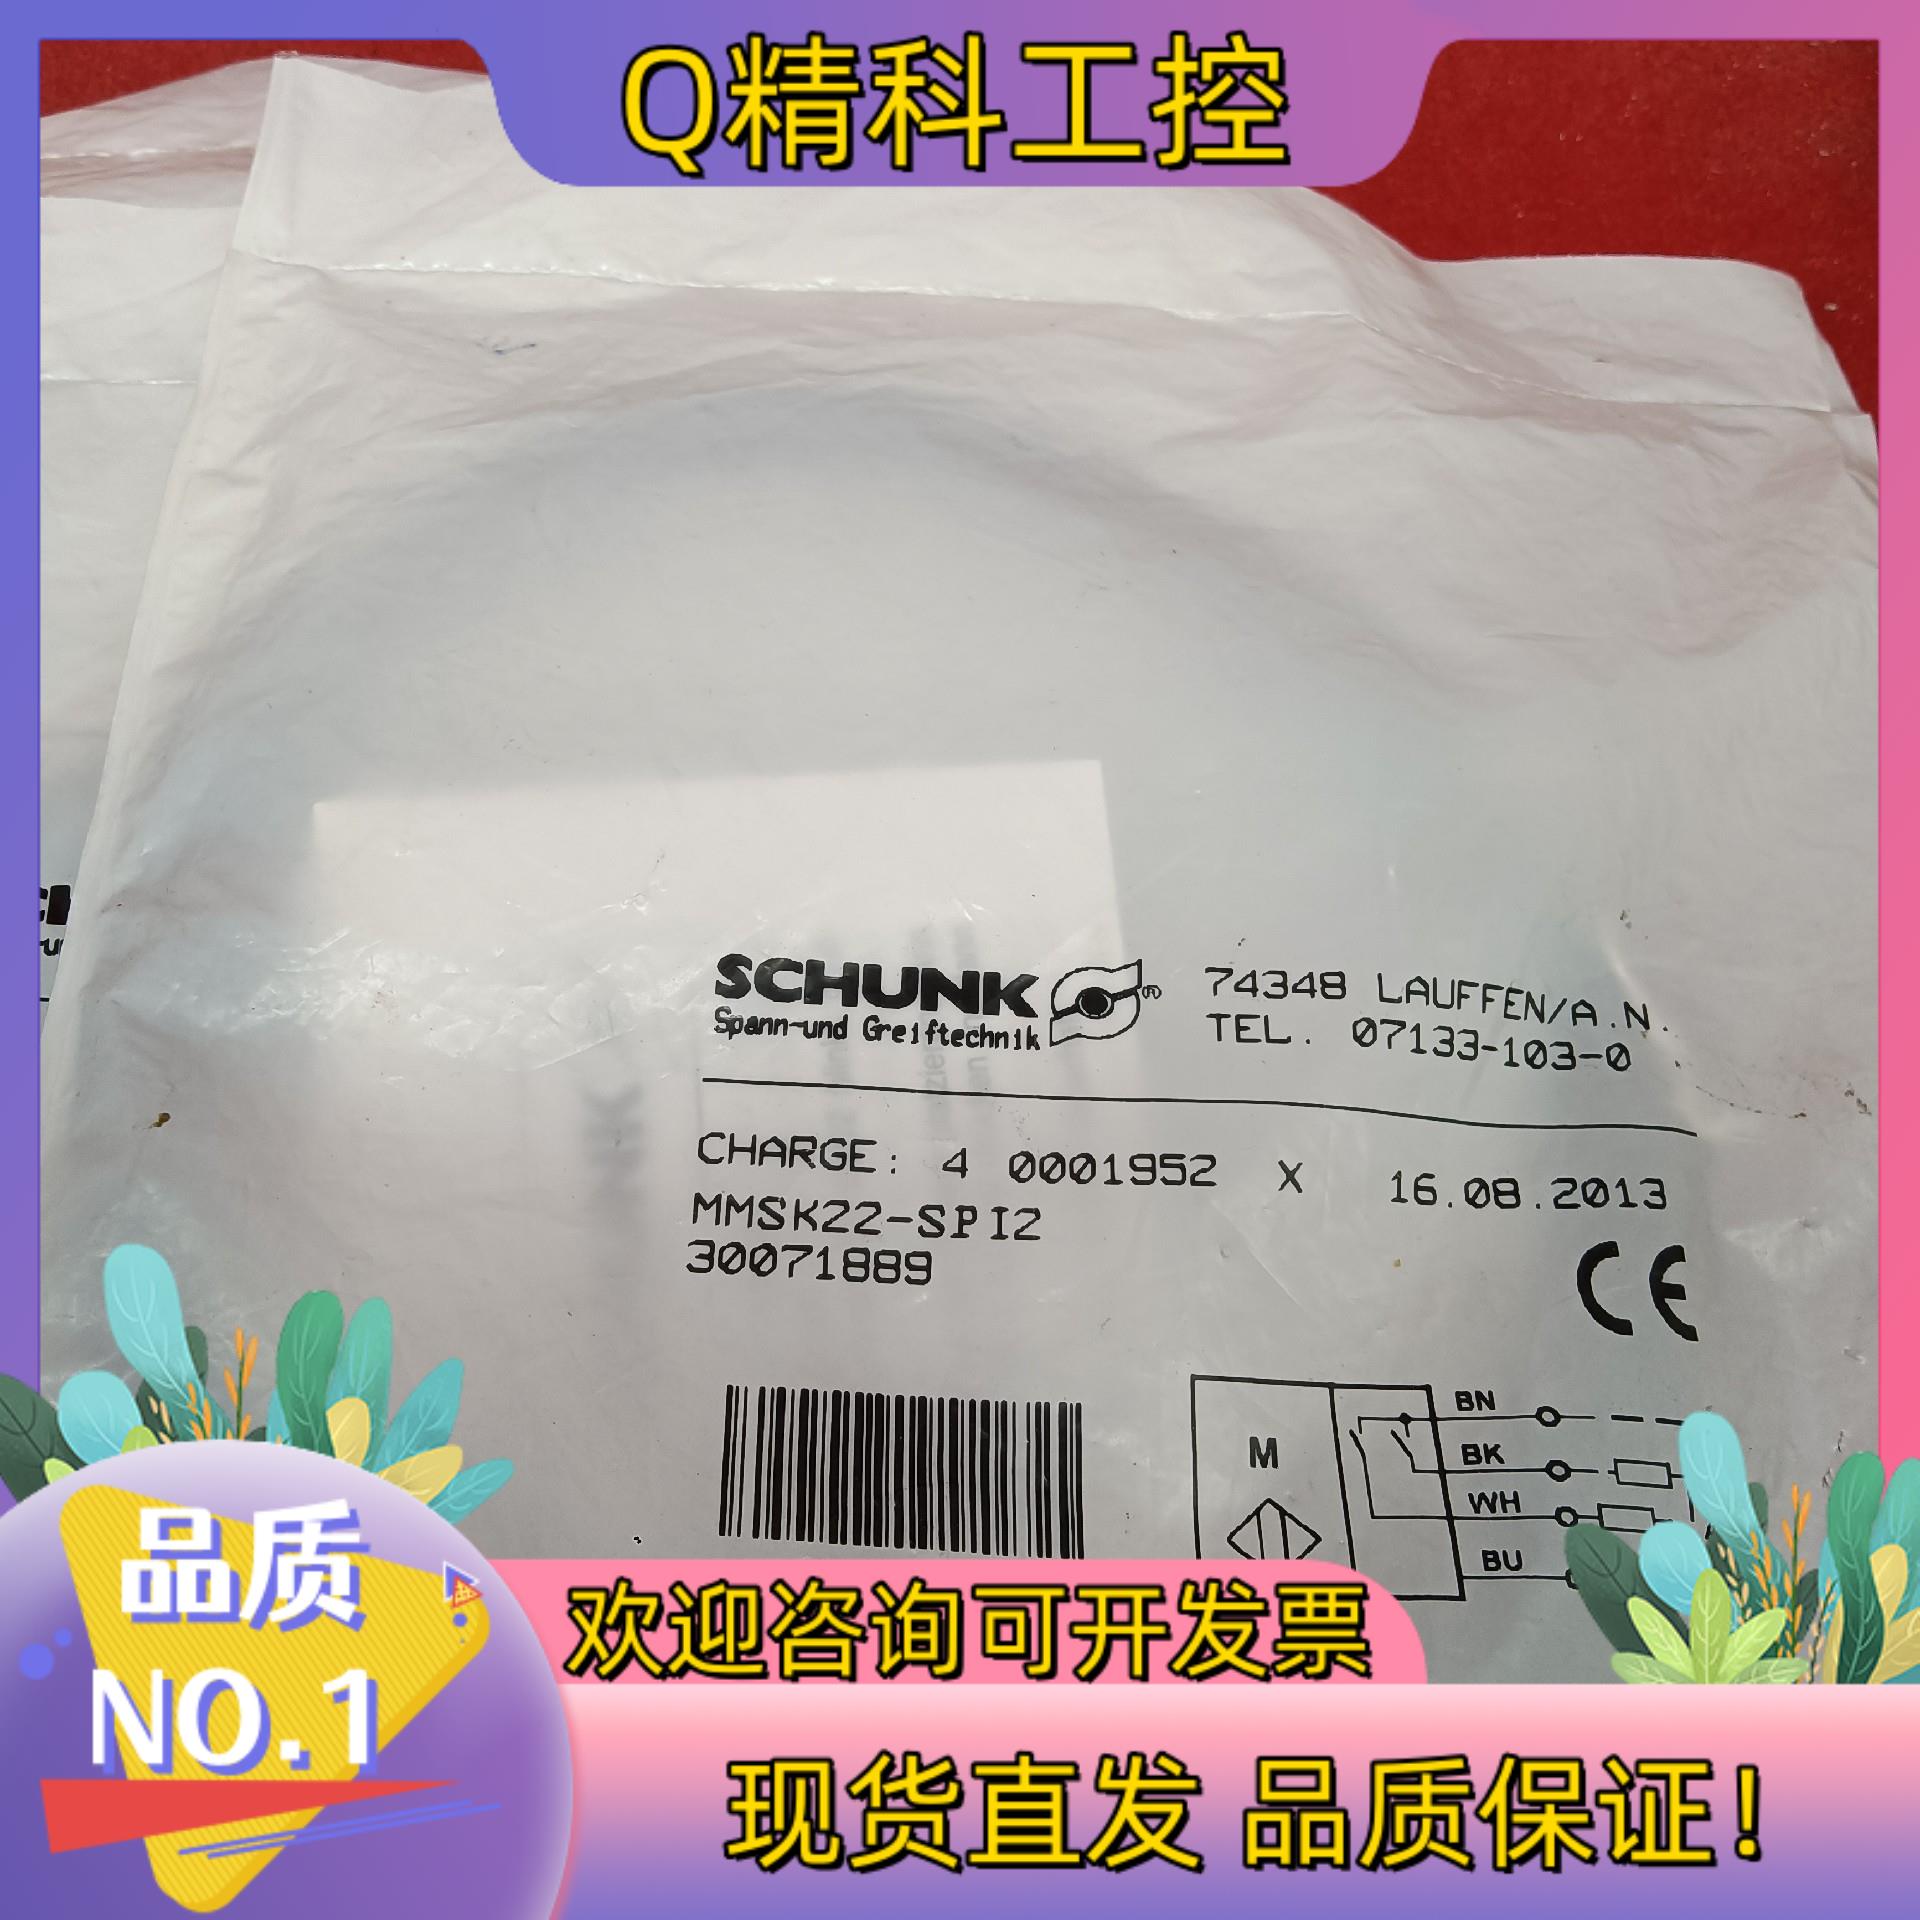 Q精科工控
SCHUNK
Spann-und Greiftechnik
®
74348 LAUFFEN/A.N.
TEL. 07133-103-0
CHARGE: 4 0001952 X 16.08.2013
MMSK22-SPI2
30071889
CE
M
BN
BK
WH
BU
品质
NO.1
欢迎咨询可开发票
现货直发 品质保证!